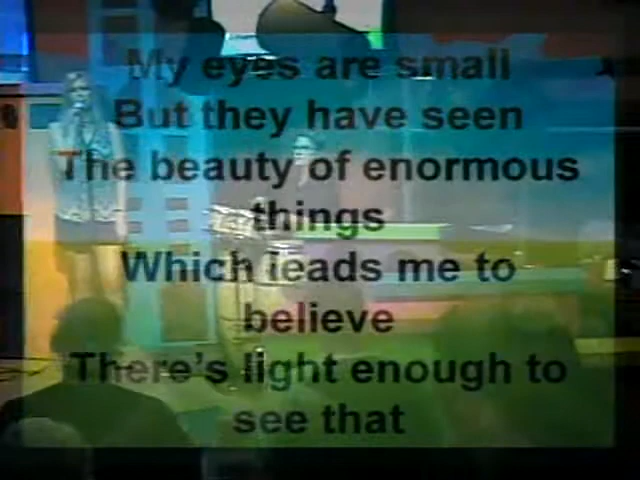 My eyes are small
But they have seen
The beauty of enormous
things
Which leads me to
believe
There's light enough to
see that